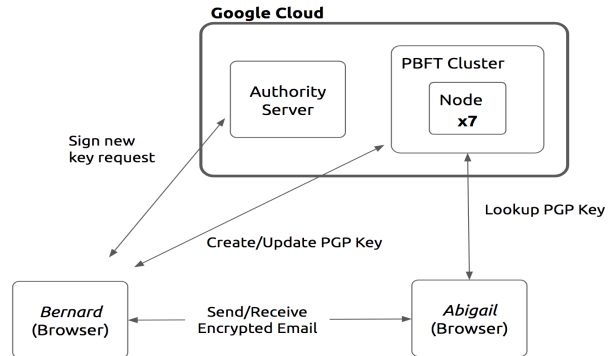 Google Cloud
PBFT Cluster
Authority
Server
Node
x7
Sign new
key request
Lookup PGP Key
Create/Update PGP Key
Bernard
(Browser)
Send/Receive
Encrypted Email
Abigail
(Browser)